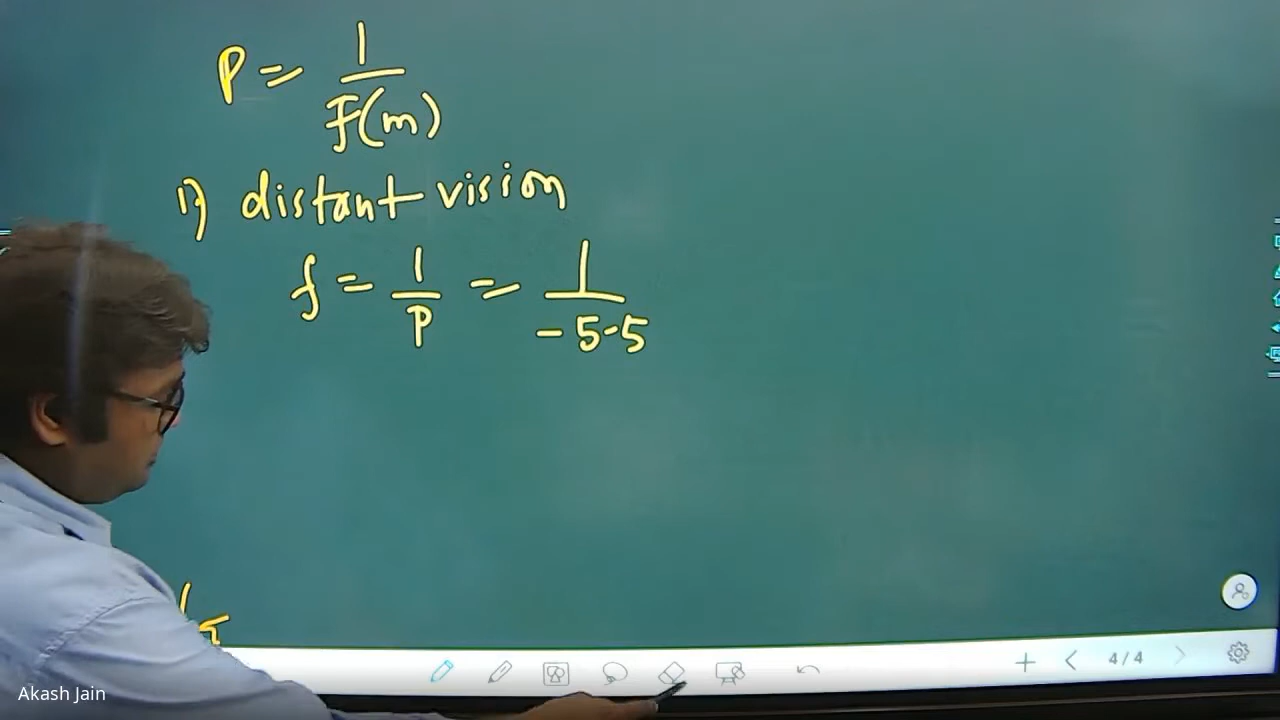 P = 1/F(m)
1) distant vision
f = 1/P = 1/-5.5
4/4
Akash Jain